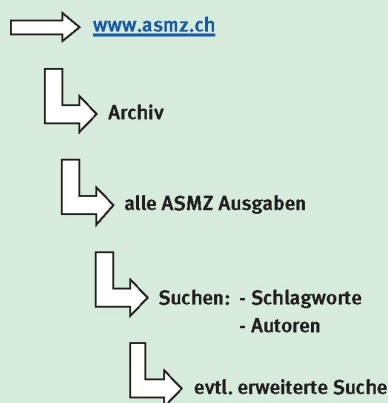 www.asmz.ch
Archiv
alle ASMZ Ausgaben
Suchen: - Schlagworte
- Autoren
evtl. erweiterte Suche